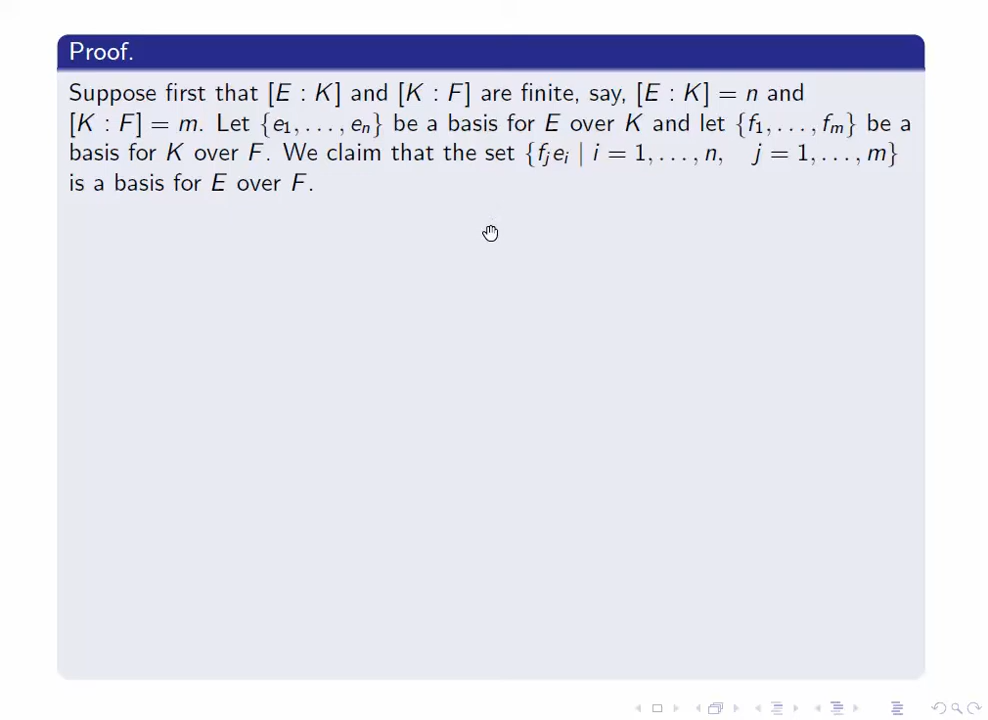 Proof.
Suppose first that [E : K] and [K : F] are finite, say, [E : K] = n and
[K : F] = m. Let {e₁, . . . , eₙ} be a basis for E over K and let {f₁, . . . , fₘ} be a
basis for K over F. We claim that the set {fⱼeᵢ | i = 1, . . . , n, j = 1, . . . , m}
is a basis for E over F.